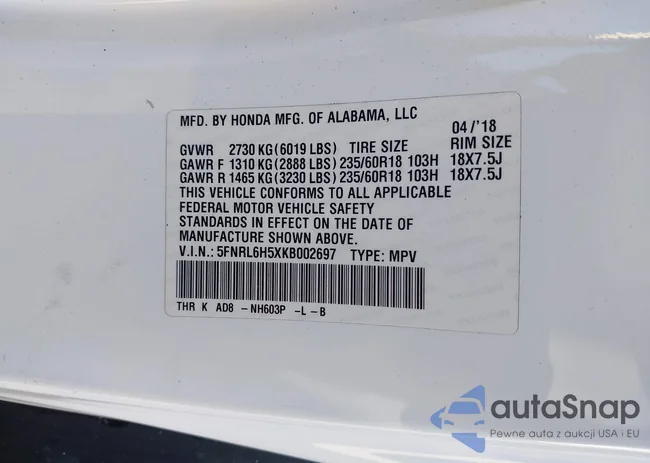 MFD. BY HONDA MFG. OF ALABAMA, LLC 04/'18
GVWR 2730 KG(6019 LBS) TIRE SIZE RIM SIZE
GAWR F 1310 KG(2888 LBS)235/60R18 103H 18X7.5J
GAWR R 1465 KG(3230 LBS)235/60R18 103H 18X7.5J
THIS VEHICLE CONFORMS TO ALL APPLICABLE
FEDERAL MOTOR VEHICLE SAFETY
STANDARDS IN EFFECT ON THE DATE OF
MANUFACTURE SHOWN ABOVE.
V.I.N.: 5FNRL6H5XKB002697 TYPE: MPV
THR K AD8 -NH603P -L-B
autaSnap
Pewne auta z aukcji USA i EU